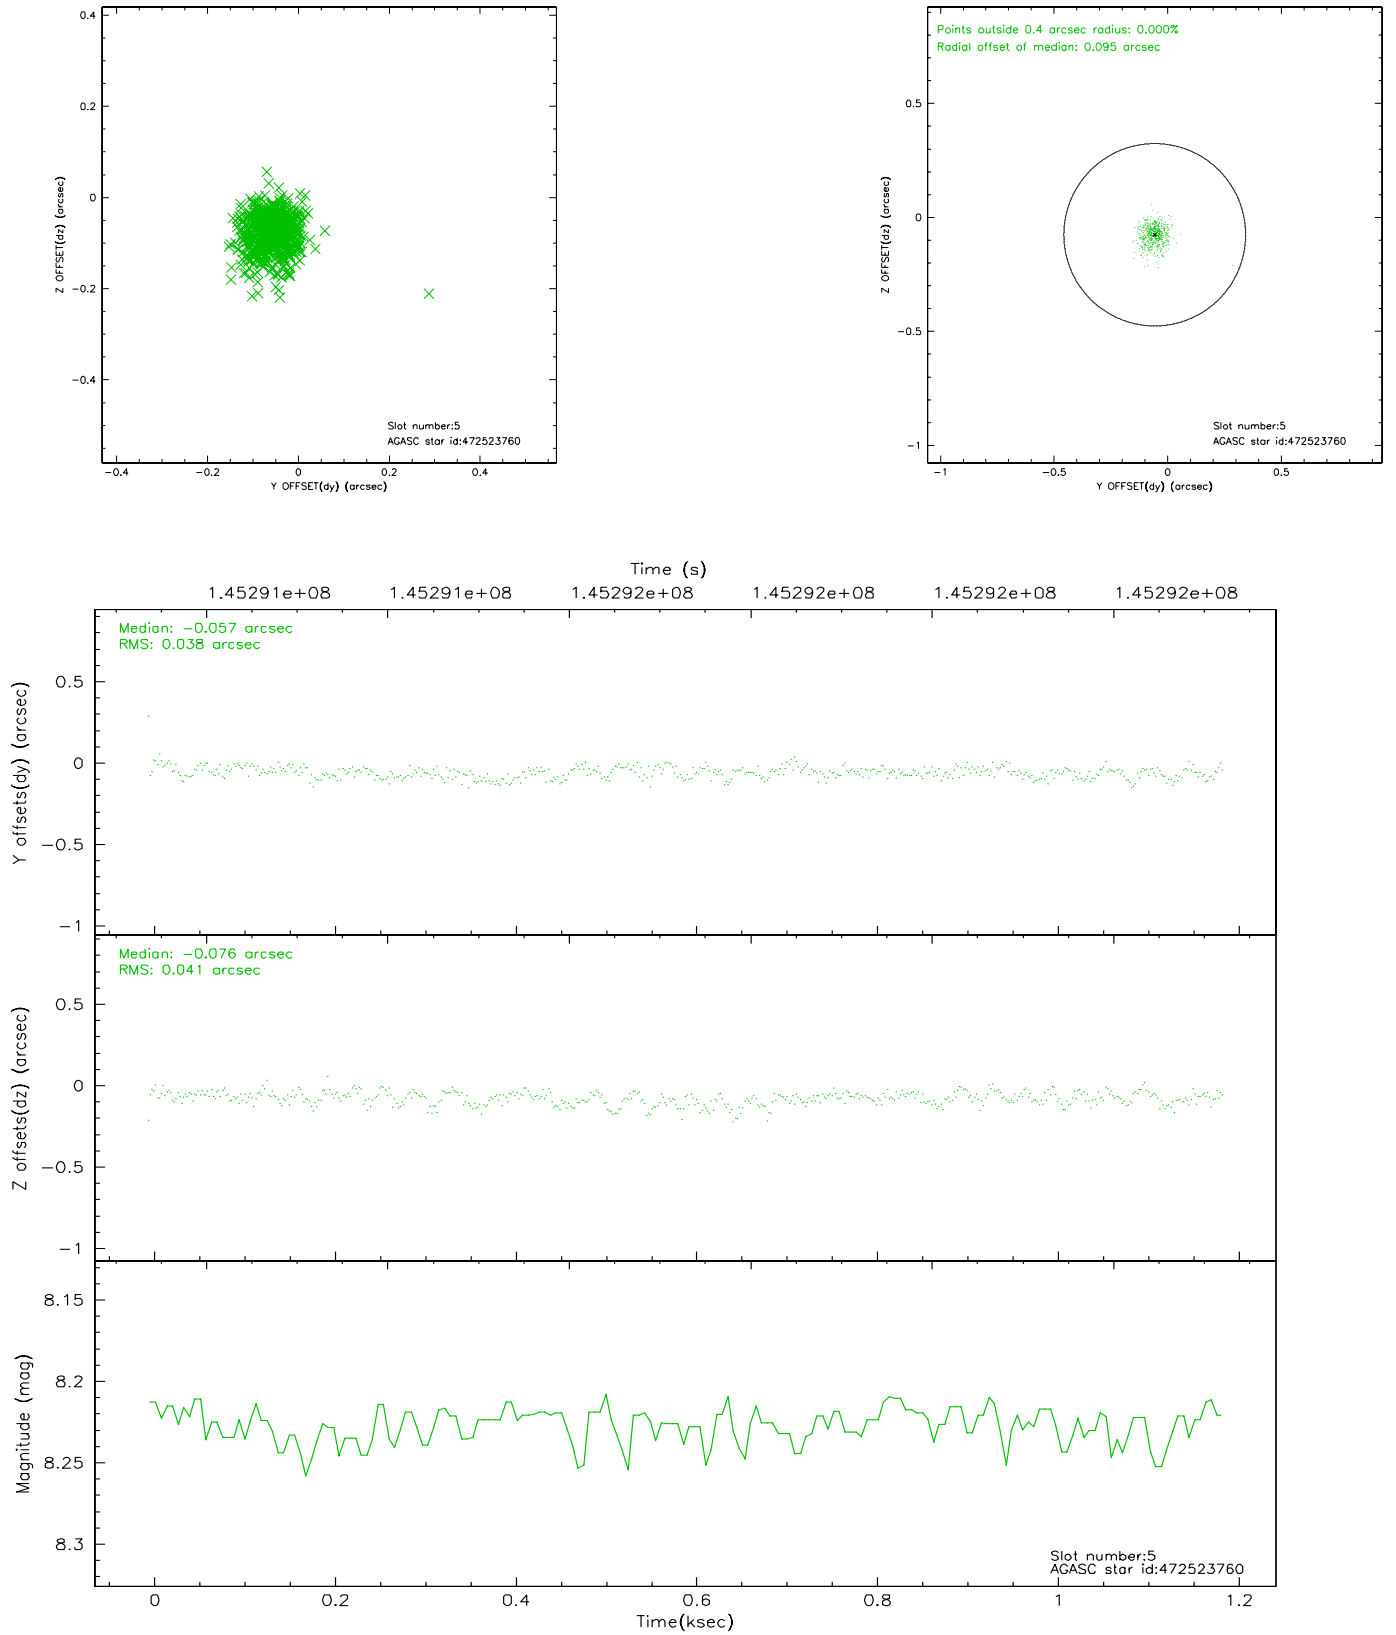 0.4
0.2
0
−0.2
−0.4
Z OFFSET(dz) (arcsec)
Slot number:5
AGASC star id:472523760
−0.4 −0.2 0 0.2 0.4
Y OFFSET(dy) (arcsec)
Points outside 0.4 arcsec radius: 0.000%
Radial offset of median: 0.095 arcsec
0.5
0
−0.5
−1
Z OFFSET(dz) (arcsec)
Slot number:5
AGASC star id:472523760
−1 −0.5 0 0.5
Y OFFSET(dy) (arcsec)
Time (s)
1.45291e+08 1.45291e+08 1.45292e+08 1.45292e+08 1.45292e+08 1.45292e+08
Median: −0.057 arcsec
RMS: 0.038 arcsec
0.5
0
−0.5
−1
Y offsets(dy) (arcsec)
Median: −0.076 arcsec
RMS: 0.041 arcsec
0.5
0
−0.5
−1
Z offsets(dz) (arcsec)
8.15
8.2
8.25
8.3
Magnitude (mag)
Slot number:5
AGASC star id:472523760
0 0.2 0.4 0.6 0.8 1 1.2
Time(ksec)